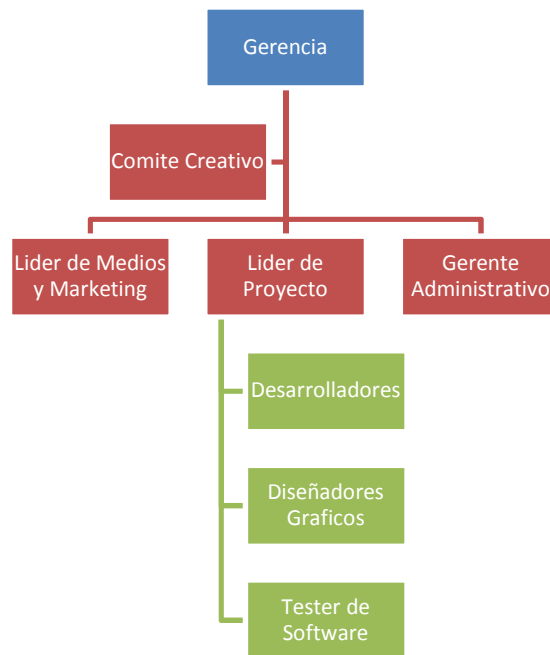 Gerencia
Comite Creativo
Lider de Medios
y Marketing
Lider de
Proyecto
Gerente
Administrativo
Desarrolladores
Diseñadores
Graficos
Tester de
Software